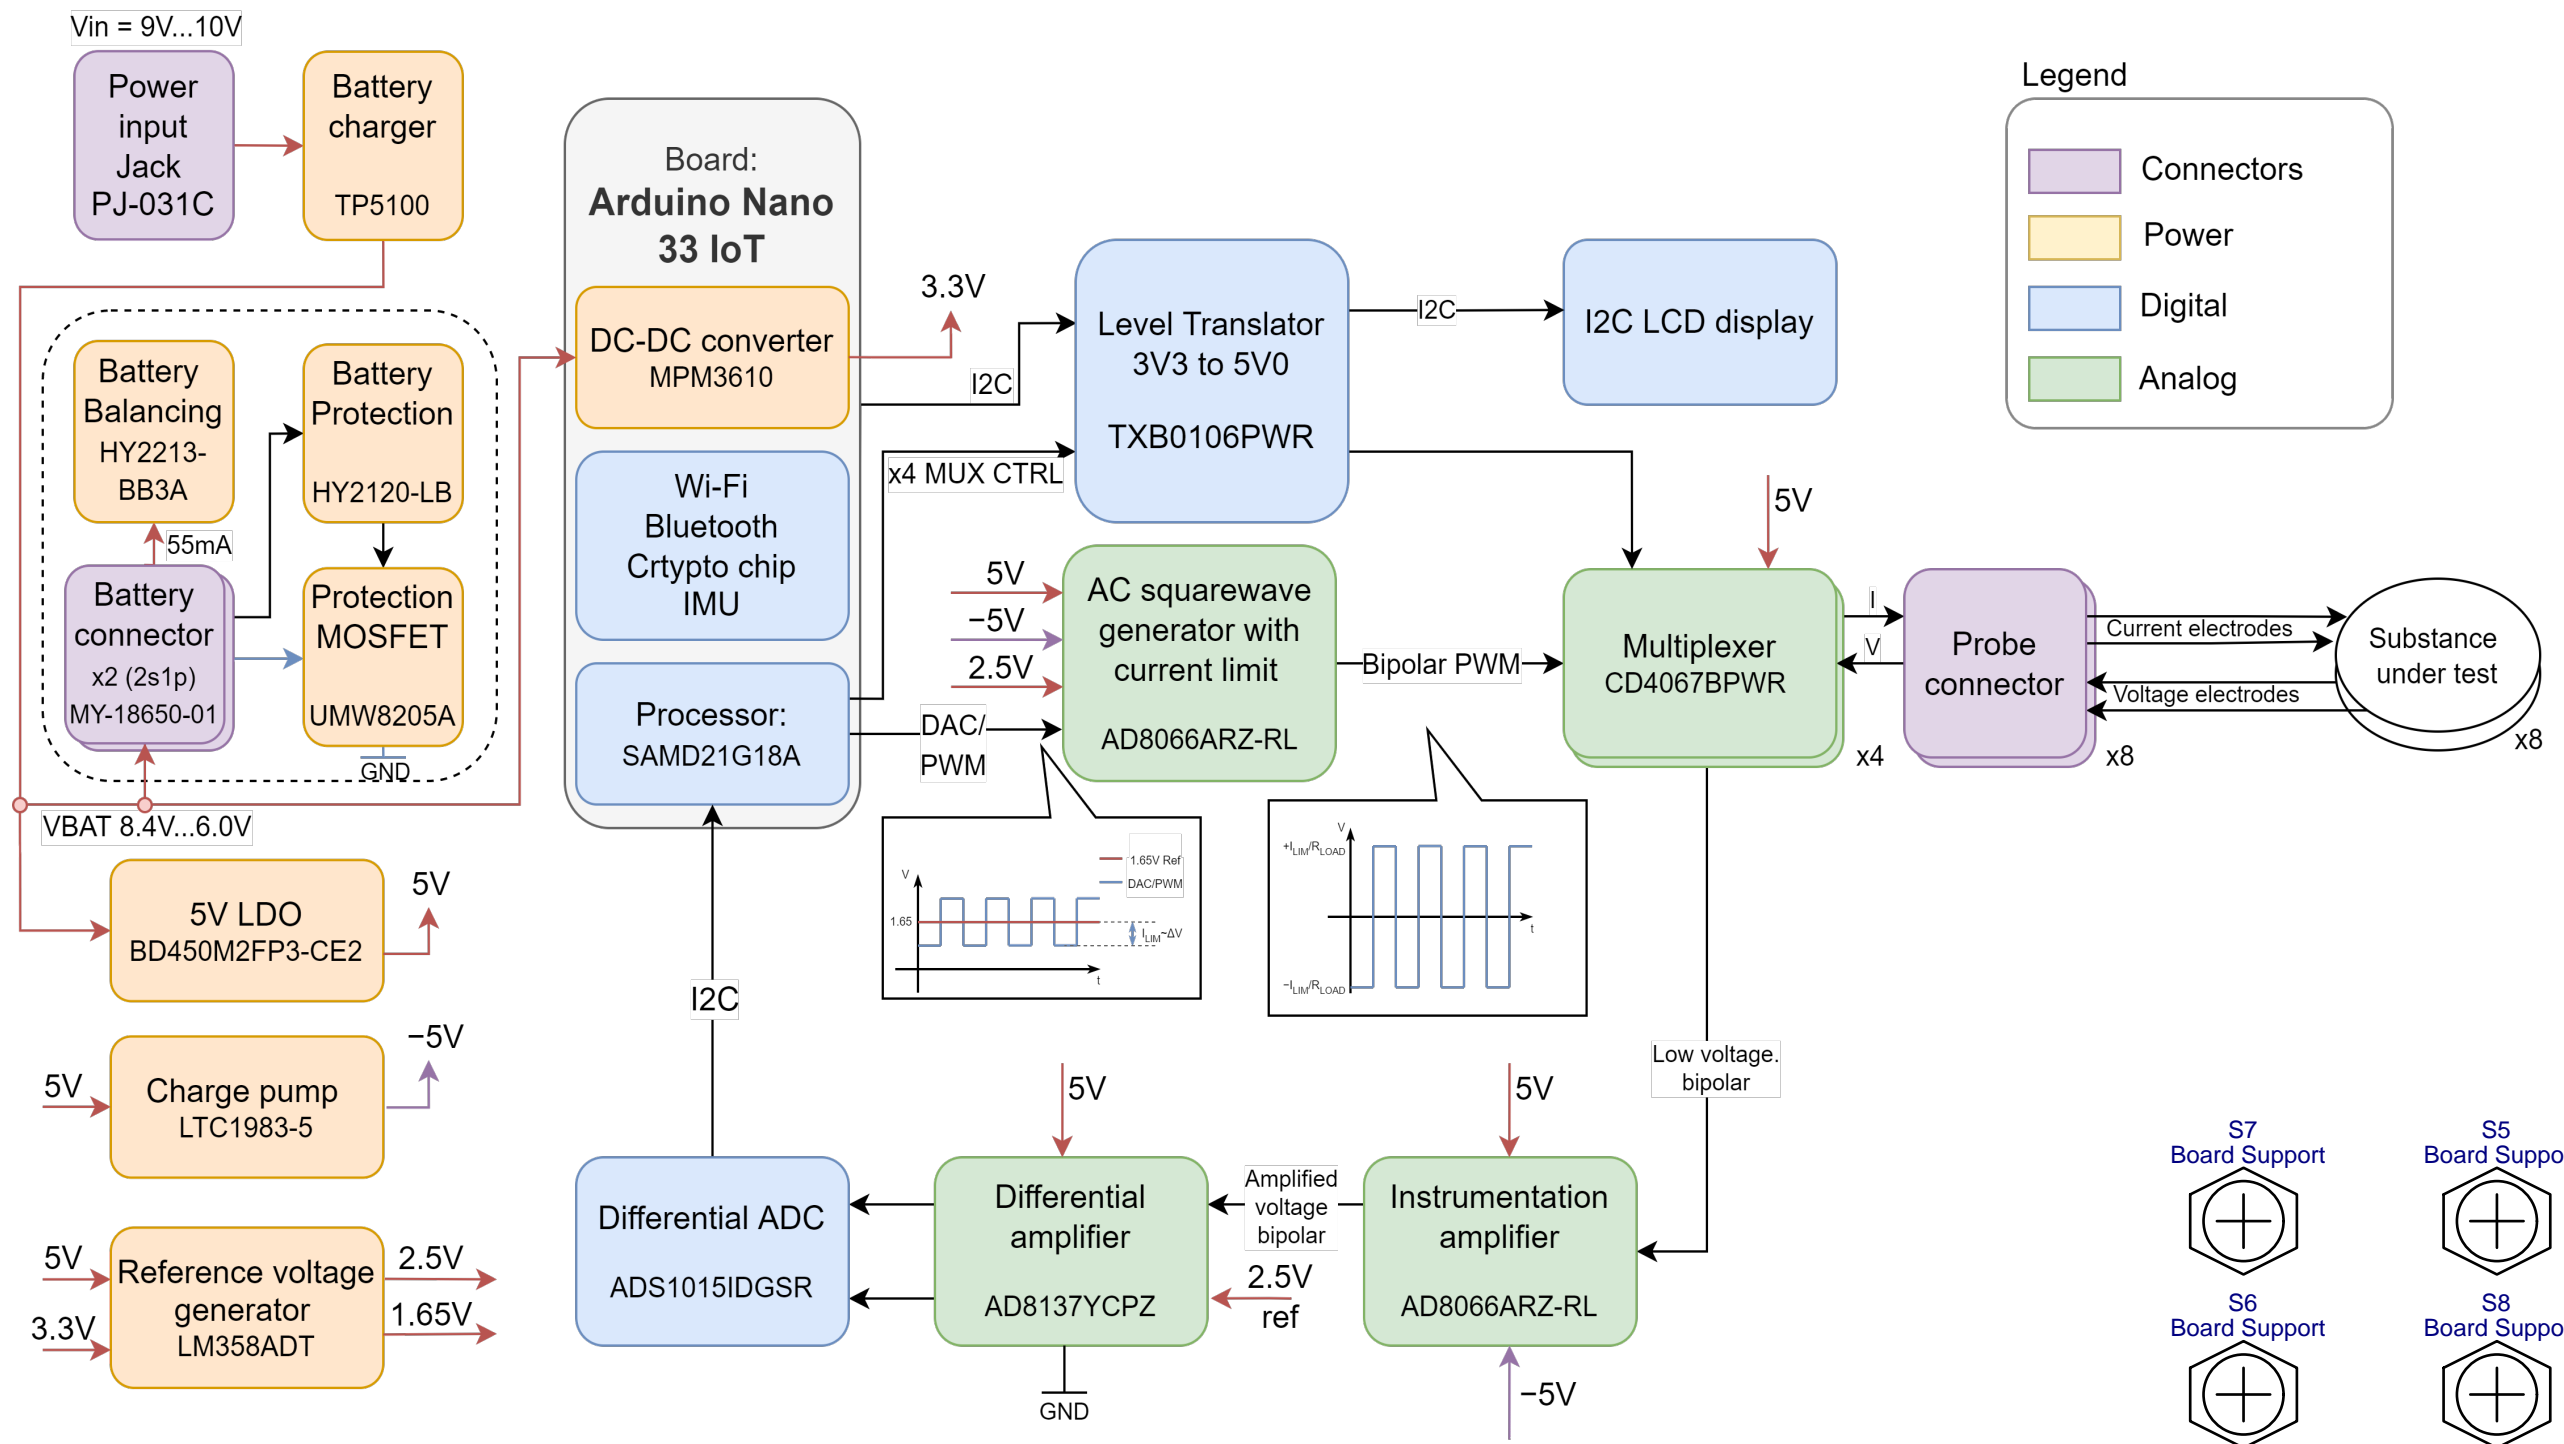 Vin = 9V...10V
Power
input
Jack
PJ-031C
Battery
charger
TP5100
Battery
Balancing
HY2213-
BB3A
Battery
Protection
HY2120-LB
55mA
Battery
connector
x2 (2s1p)
MY-18650-01
Protection
MOSFET
UMW8205A
GND
VBAT 8.4V...6.0V
5V LDO
BD450M2FP3-CE2
5V
Charge pump
LTC1983-5
5V
−5V
Reference voltage
generator
LM358ADT
5V
3.3V
2.5V
1.65V
Board:
Arduino Nano
33 IoT
DC-DC converter
MPM3610
3.3V
Wi-Fi
Bluetooth
Crtypto chip
IMU
Processor:
SAMD21G18A
I2C
x4 MUX CTRL
DAC/
PWM
I2C
Level Translator
3V3 to 5V0
TXB0106PWR
I2C
I2C LCD display
5V
−5V
2.5V
AC squarewave
generator with
current limit
AD8066ARZ-RL
Bipolar PWM
5V
Multiplexer
CD4067BPWR
x4
I
V
Probe
connector
x8
Current electrodes
Voltage electrodes
Substance
under test
x8
V
1.65V Ref
DAC/PWM
1.65
ILIM~ΔV
t
V
+ILIM/RLOAD
t
−ILIM/RLOAD
Low voltage.
bipolar
Differential ADC
ADS1015IDGSR
5V
Differential
amplifier
AD8137YCPZ
GND
Amplified
voltage
bipolar
2.5V
ref
5V
Instrumentation
amplifier
AD8066ARZ-RL
−5V
Legend
Connectors
Power
Digital
Analog
S7
Board Support
S5
Board Suppo
S6
Board Support
S8
Board Suppo